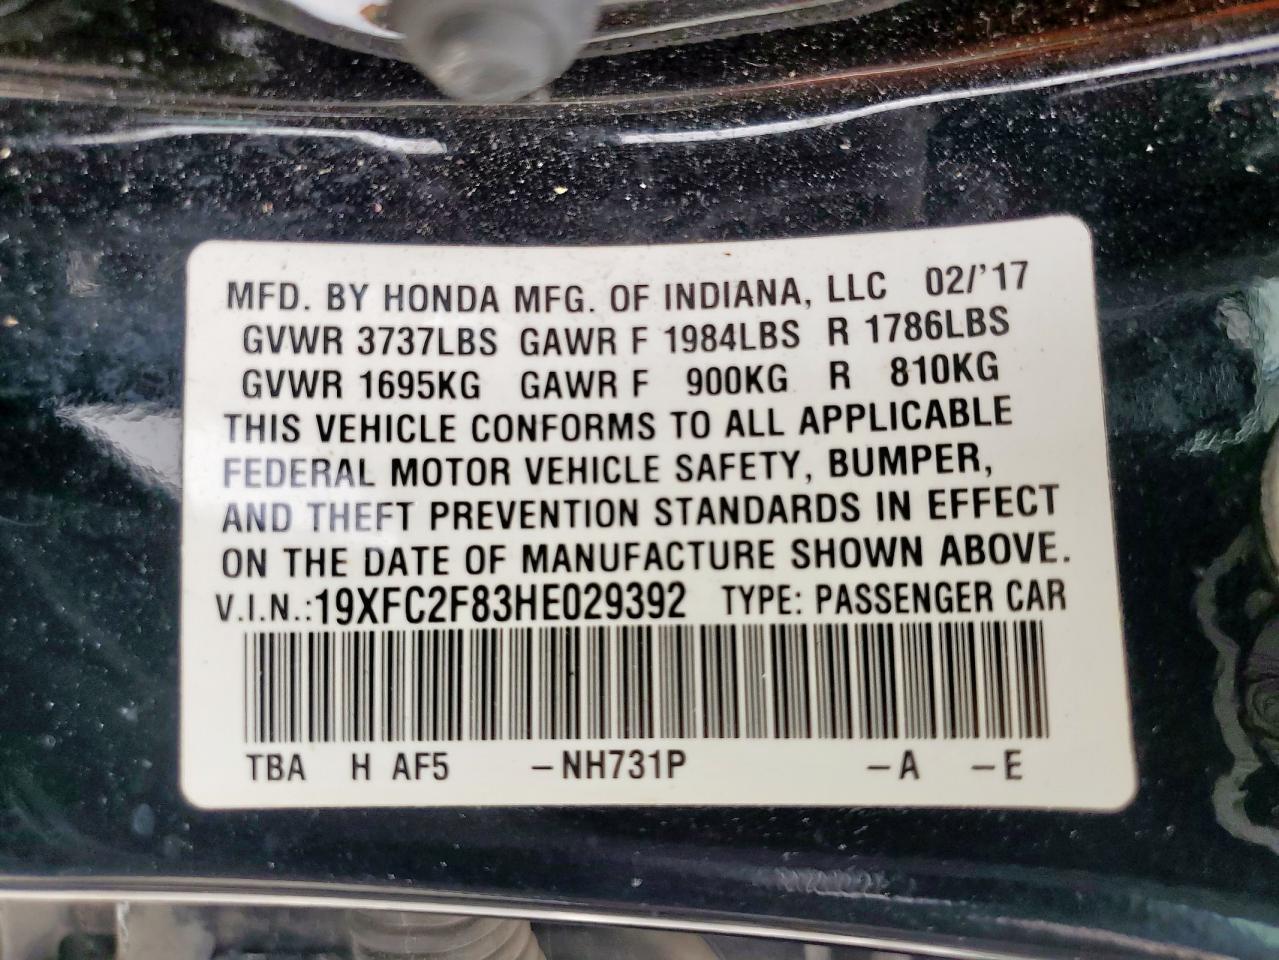 MFD. BY HONDA MFG. OF INDIANA, LLC 02/'17
GVWR 3737LBS GAWR F 1984LBS R 1786LBS
GVWR 1695KG GAWR F 900KG R 810KG
THIS VEHICLE CONFORMS TO ALL APPLICABLE
FEDERAL MOTOR VEHICLE SAFETY, BUMPER,
AND THEFT PREVENTION STANDARDS IN EFFECT
ON THE DATE OF MANUFACTURE SHOWN ABOVE.
V.I.N.:19XFC2F83HE029392 TYPE: PASSENGER CAR
TBA H AF5 –NH731P –A –E